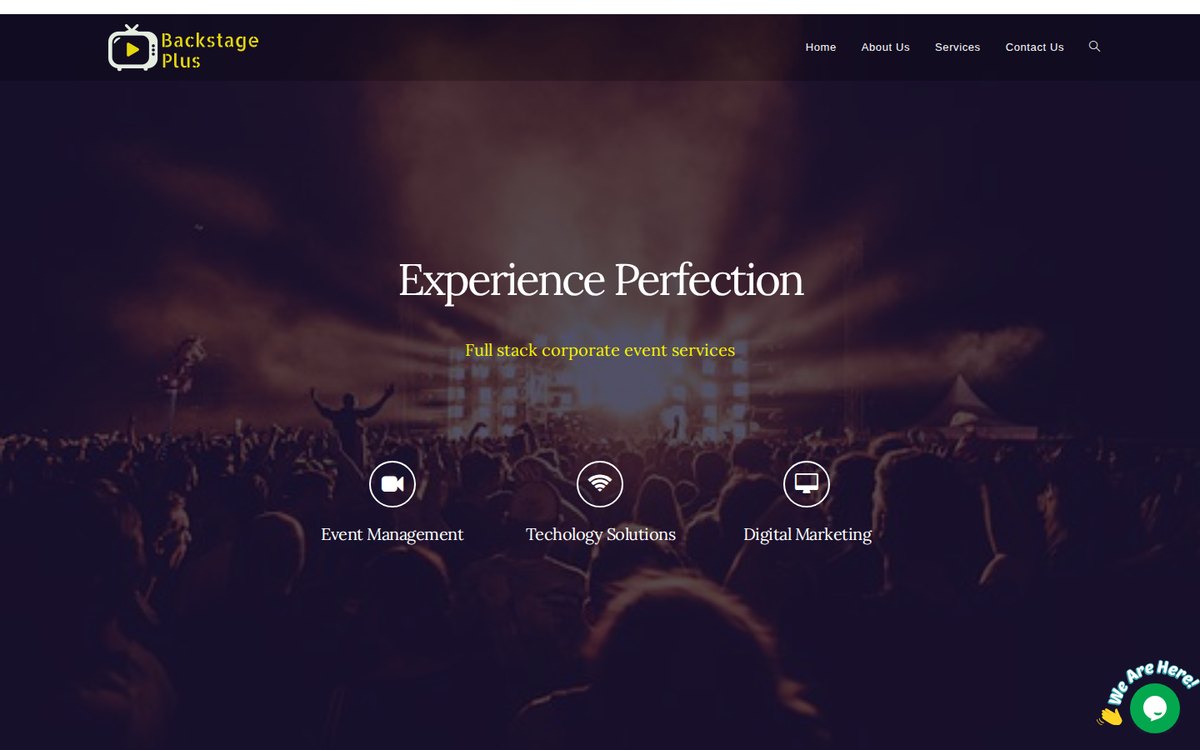 Backstage
Plus
Home
About Us
Services
Contact Us
Experience Perfection
Full stack corporate event services
Event Management
Techology Solutions
Digital Marketing
We Are Here!